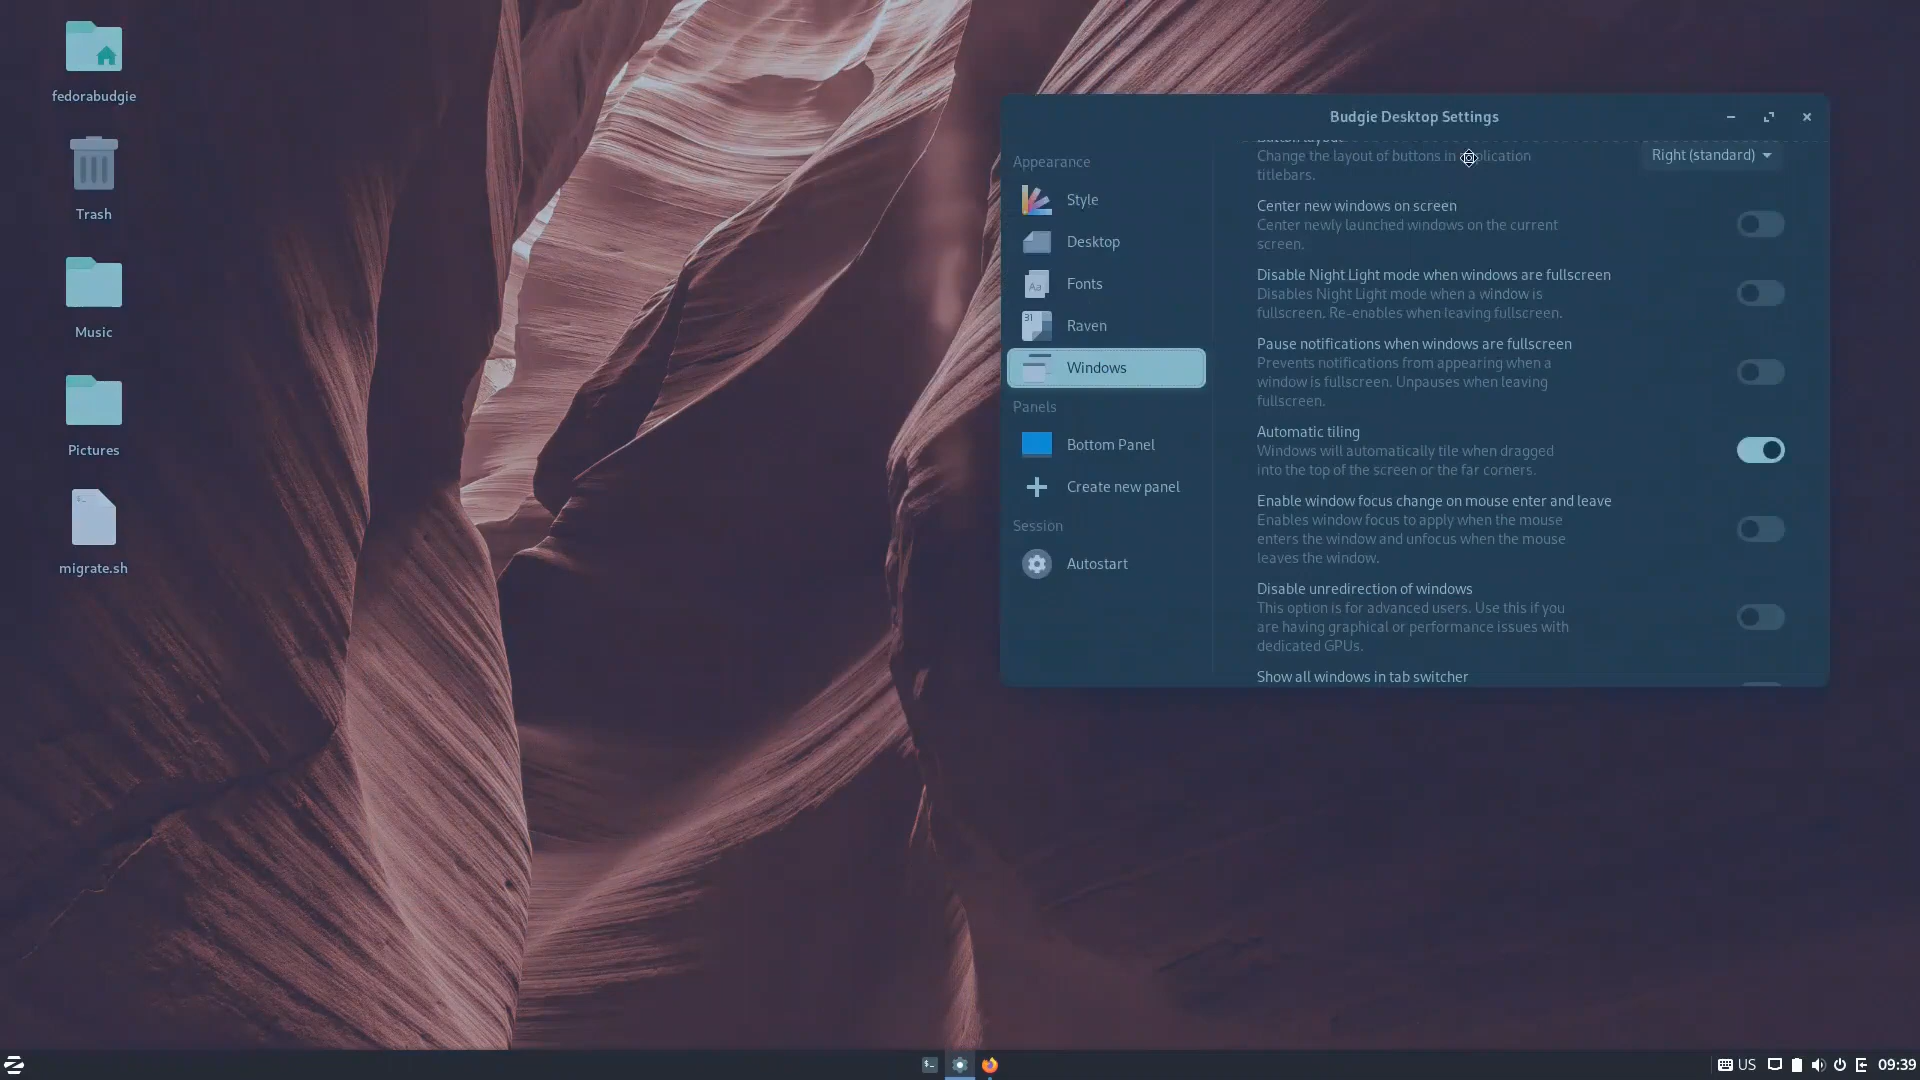 fedorabudgie
Trash
Music
Pictures
migrate.sh
Budgie Desktop Settings
Appearance
Style
Desktop
Fonts
Raven
Windows
Panels
Bottom Panel
Create new panel
Session
Autostart
Button layout
Change the layout of buttons in application
titlebars.
Right (standard)
Center new windows on screen
Center newly launched windows on the current
screen.
Disable Night Light mode when windows are fullscreen
Disables Night Light mode when a window is
fullscreen. Re-enables when leaving fullscreen.
Pause notifications when windows are fullscreen
Prevents notifications from appearing when a
window is fullscreen. Unpauses when leaving
fullscreen.
Automatic tiling
Windows will automatically tile when dragged
into the top of the screen or the far corners.
Enable window focus change on mouse enter and leave
Enables window focus to apply when the mouse
enters the window and unfocus when the mouse
leaves the window.
Disable unredirection of windows
This option is for advanced users. Use this if you
are having graphical or performance issues with
dedicated GPUs.
Show all windows in tab switcher
US
09:39